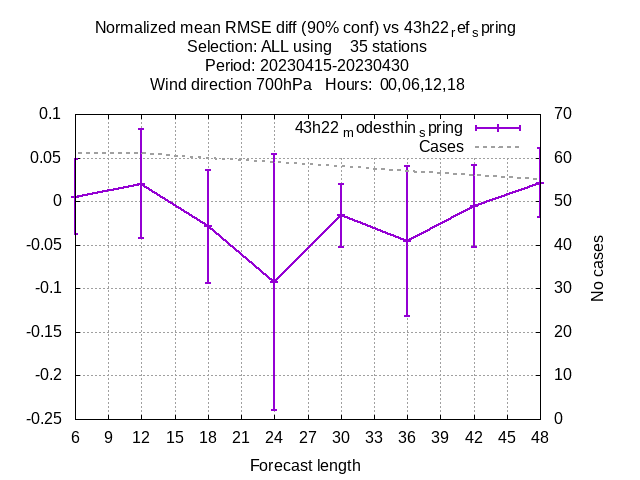 Normalized mean RMSE diff (90% conf) vs 43h22refspring
Selection: ALL using 35 stations
Period: 20230415-20230430
Wind direction 700hPa Hours: 00,06,12,18
0.1 70
43h22modesthinspring
Cases
0.05 60
0 50
-0.05 40
-0.1 30
-0.15 20
-0.2 10
-0.25 0
No cases
6 9 12 15 18 21 24 27 30 33 36 39 42 45 48
Forecast length